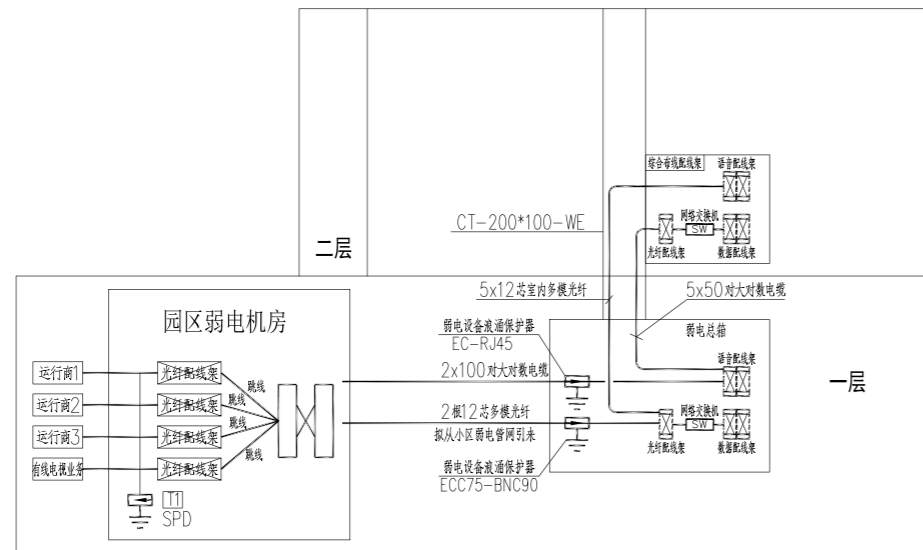 综合布线配线架
语音配线架
网络交换机
SW
光纤配线架
数据配线架
CT-200*100-WE
二层
5x12芯室内多模光纤
5x50对大对数电缆
园区弱电机房
弱电设备浪涌保护器
EC-RJ45
弱电总箱
2x100对大对数电缆
语音配线架
一层
运行商1
光纤配线架
跳线
运行商2
光纤配线架
跳线
运行商3
光纤配线架
跳线
有线电视业务
光纤配线架
跳线
2根12芯多模光纤
拟从小区弱电管网引来
网络交换机
SW
光纤配线架
数据配线架
弱电设备浪涌保护器
ECC75-BNC90
T1
SPD